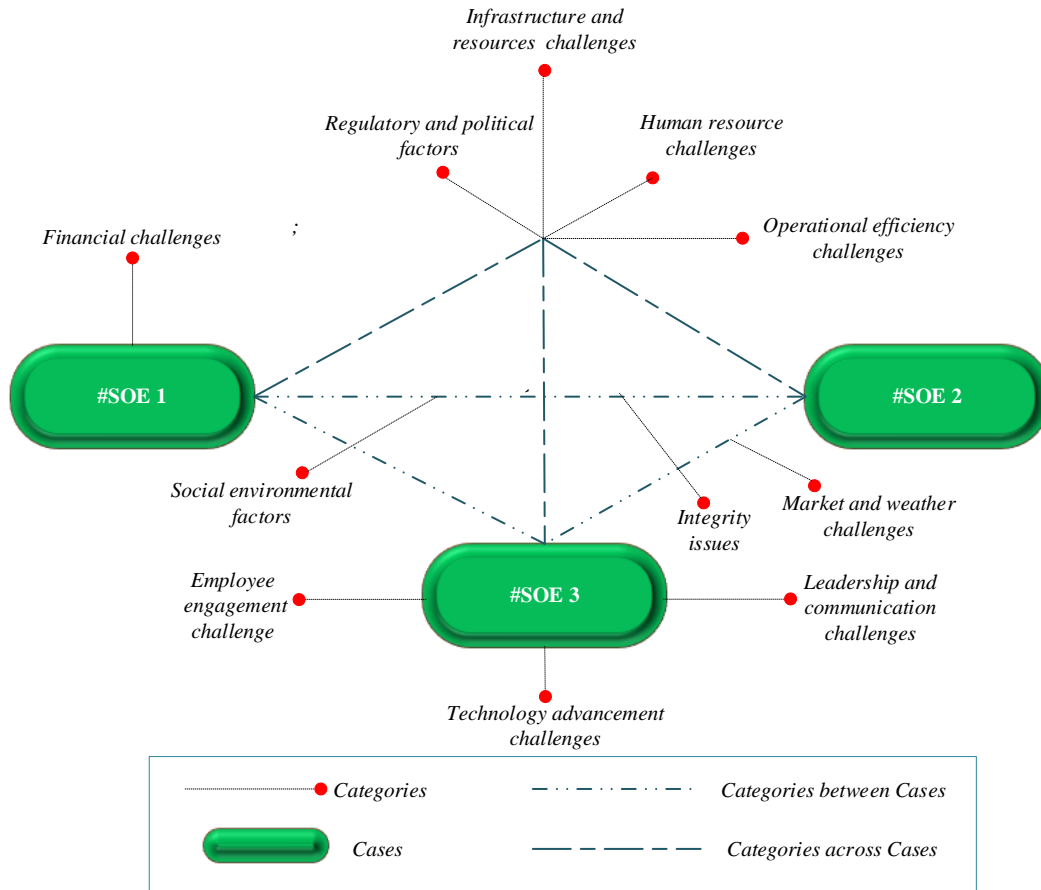 Infrastructure and
resources challenges
Regulatory and political
factors
Human resource
challenges
;
Financial challenges
Operational efficiency
challenges
#SOE 1
#SOE 2
Social environmental
factors
Integrity
issues
Market and weather
challenges
Employee
engagement
challenge
#SOE 3
Leadership and
communication
challenges
Technology advancement
challenges
Categories
Categories between Cases
Cases
Categories across Cases